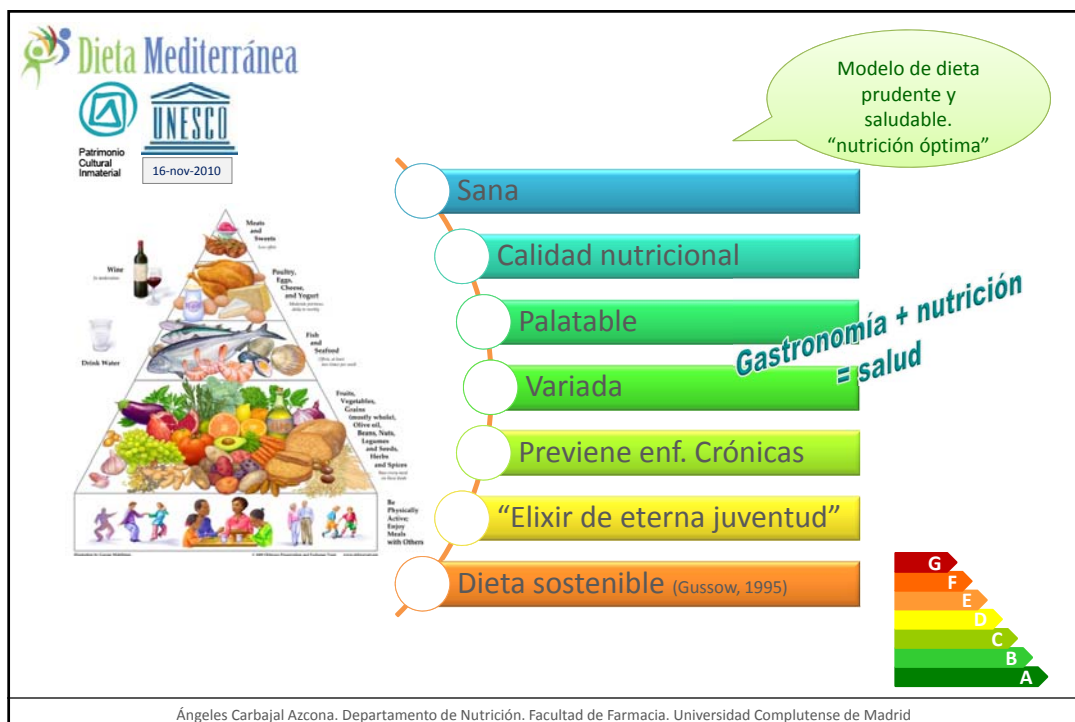 Dieta Mediterránea
Patrimonio
Cultural
Inmaterial
UNESCO
16-nov-2010
Modelo de dieta
prudente y
saludable.
“nutrición óptima”
Sana
Calidad nutricional
Palatable
Variada
Previene enf. Crónicas
“Elixir de eterna juventud”
Dieta sostenible (Gussow, 1995)
Gastronomía + nutrición
= salud
Meats
and
Sweets
Wine
Poultry,
Eggs,
Cheese,
and Yogurt
Fish
and
Seafood
Drink Water
Fruits,
Vegetables,
Grains
(mostly whole),
Olive oil,
Beans, Nuts,
Legumes
and Seeds,
Herbs
and Spices
Be
Physically
Active;
Enjoy
Meals
with Others
G
F
E
D
C
B
A
Ángeles Carbajal Azcona. Departamento de Nutrición. Facultad de Farmacia. Universidad Complutense de Madrid